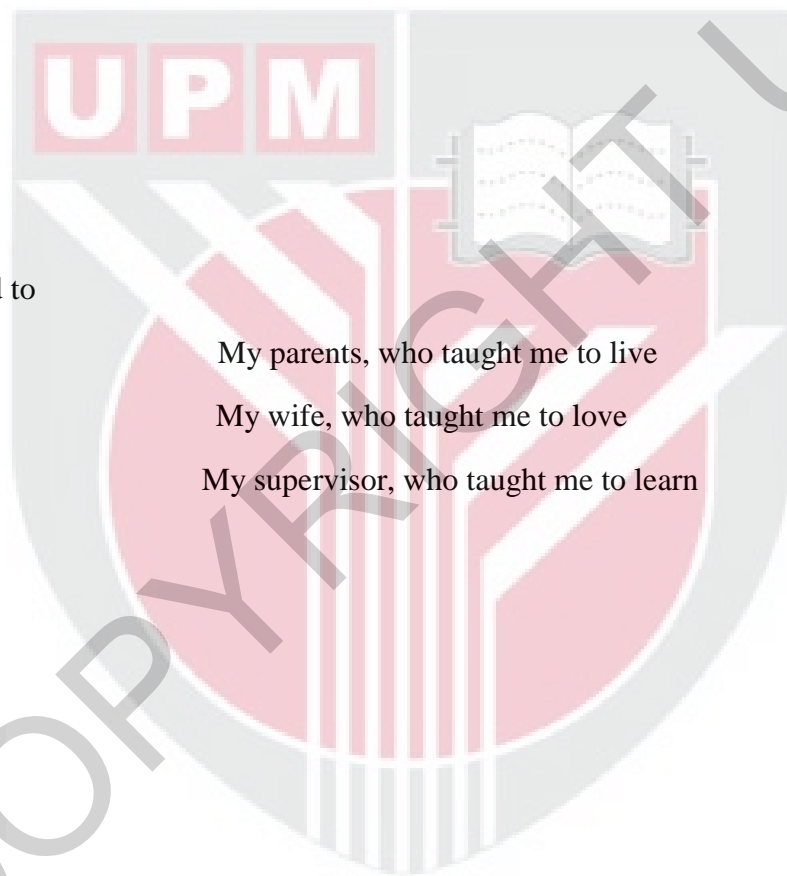 UPM
to
My parents, who taught me to live
My wife, who taught me to love
My supervisor, who taught me to learn
OPYRIGHT U